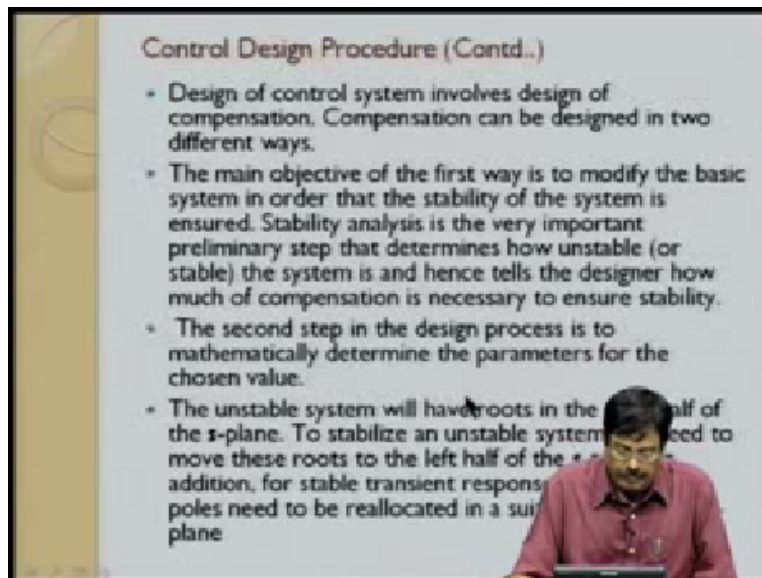 Control Design Procedure (Contd..)
• Design of control system involves design of
compensation. Compensation can be designed in two
different ways.
• The main objective of the first way is to modify the basic
system in order that the stability of the system is
ensured. Stability analysis is the very important
preliminary step that determines how unstable (or
stable) the system is and hence tells the designer how
much of compensation is necessary to ensure stability.
• The second step in the design process is to
mathematically determine the parameters for the
chosen value.
• The unstable system will have roots in the alf of
the s-plane. To stabilize an unstable system eed to
move these roots to the left half of the
addition, for stable transient respons
poles need to be reallocated in a sui
plane